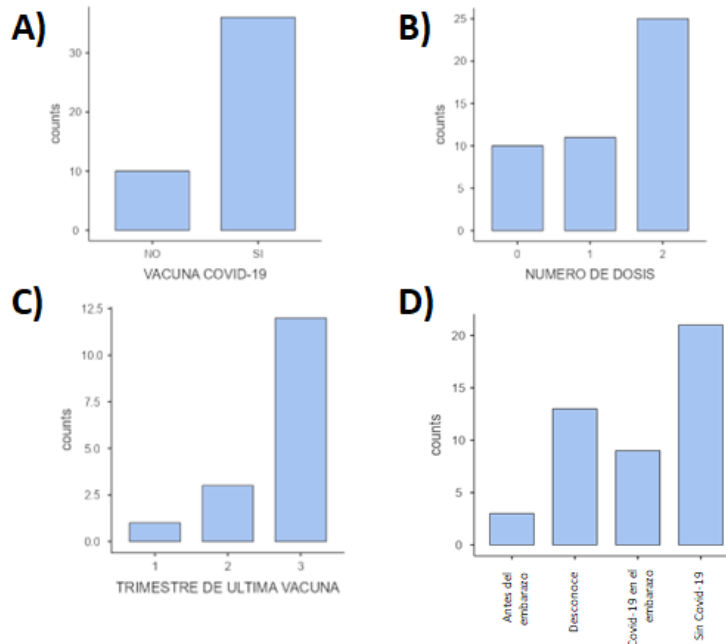 A)
counts
30
20
10
0
NO
SI
VACUNA COVID-19
B)
counts
25
20
15
10
5
0
0
1
2
NUMERO DE DOSIS
C)
counts
12.5
10.0
7.5
5.0
2.5
0.0
1
2
3
TRIMESTRE DE ULTIMA VACUNA
D)
counts
20
15
10
5
0
Antes del
embarazo
Desconoce
Covid-19 en el
embarazo
Sin Covid-19